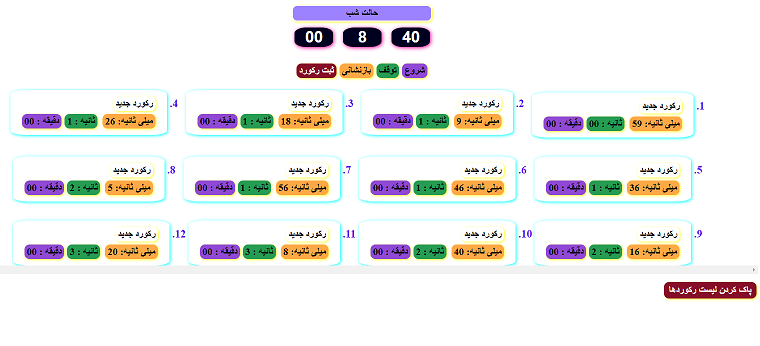 حالت شب
00 8 40
شروع توقف بازنشانی ثبت رکورد
1. رکورد جدید
میلی ثانیه: 59 ثانیه : 00 دقیقه : 00
2. رکورد جدید
میلی ثانیه: 9 ثانیه : 1 دقیقه : 00
3. رکورد جدید
میلی ثانیه: 18 ثانیه : 1 دقیقه : 00
4. رکورد جدید
میلی ثانیه: 26 ثانیه : 1 دقیقه : 00
5. رکورد جدید
میلی ثانیه: 36 ثانیه : 1 دقیقه : 00
6. رکورد جدید
میلی ثانیه: 46 ثانیه : 1 دقیقه : 00
7. رکورد جدید
میلی ثانیه: 56 ثانیه : 1 دقیقه : 00
8. رکورد جدید
میلی ثانیه: 5 ثانیه : 2 دقیقه : 00
9. رکورد جدید
میلی ثانیه: 16 ثانیه : 2 دقیقه : 00
10. رکورد جدید
میلی ثانیه: 40 ثانیه : 2 دقیقه : 00
11. رکورد جدید
میلی ثانیه: 8 ثانیه : 3 دقیقه : 00
12. رکورد جدید
میلی ثانیه: 20 ثانیه : 3 دقیقه : 00
پاک کردن لیست رکوردها